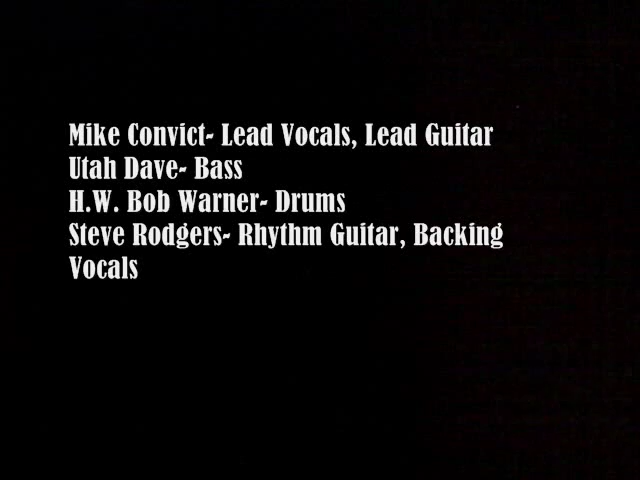 Mike Convict- Lead Vocals, Lead Guitar
Utah Dave- Bass
H.W. Bob Warner- Drums
Steve Rodgers- Rhythm Guitar, Backing
Vocals